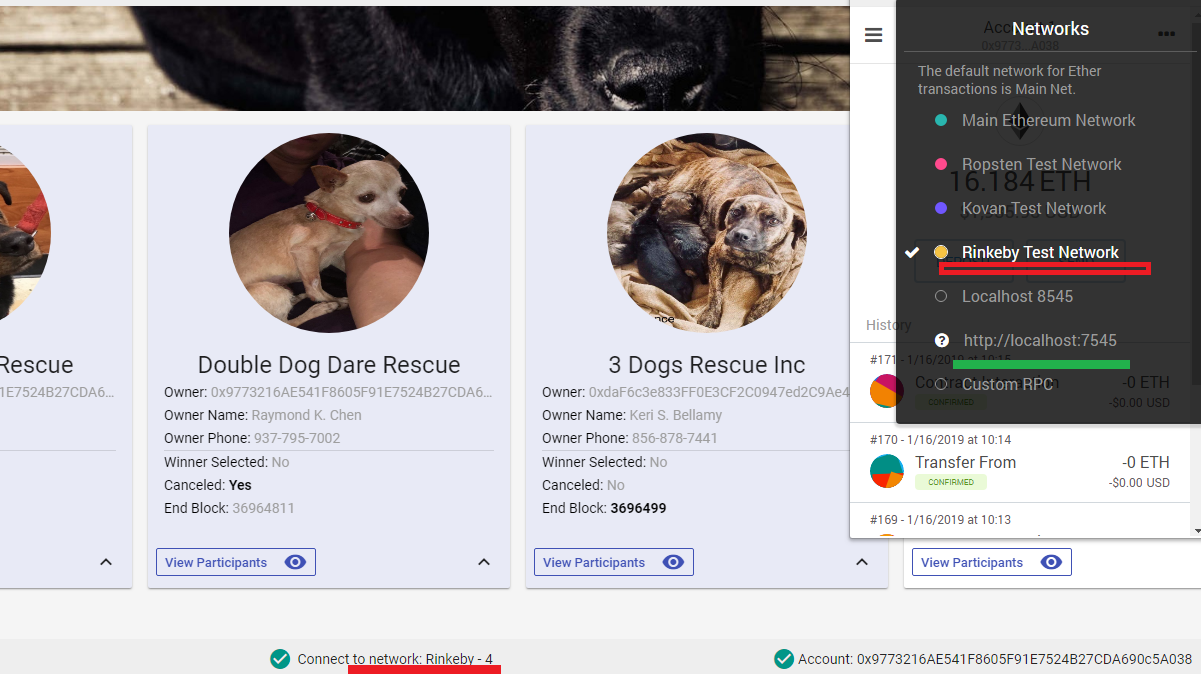 Rescue
1E7524B27CDA6...
View Participants
Double Dog Dare Rescue
Owner: 0x9773216AE541F8605F91E7524B27CDA6...
Owner Name: Raymond K. Chen
Owner Phone: 937-795-7002
Winner Selected: No
Canceled: Yes
End Block: 36964811
View Participants
3 Dogs Rescue Inc
Owner: 0xdaF6c3e833FF0E3CF2C0947ed2C9Ae4
Owner Name: Keri S. Bellamy
Owner Phone: 856-878-7441
Winner Selected: No
Canceled: No
End Block: 3696499
Networks
0x9773...A038
The default network for Ether
transactions is Main Net.
Main Ethereum Network
Ropsten Test Network
16.184 ETH
Kovan Test Network
Rinkeby Test Network
Localhost 8545
http://localhost:7545
Custom RPC
History
#171 - 1/16/2019 at 10:15
-0 ETH
CONFIRMED
-$0.00 USD
#170 - 1/16/2019 at 10:14
Transfer From
-0 ETH
CONFIRMED
-$0.00 USD
#169 - 1/16/2019 at 10:13
View Participants
Connect to network: Rinkeby - 4
Account: 0x9773216AE541F8605F91E7524B27CDA690c5A038